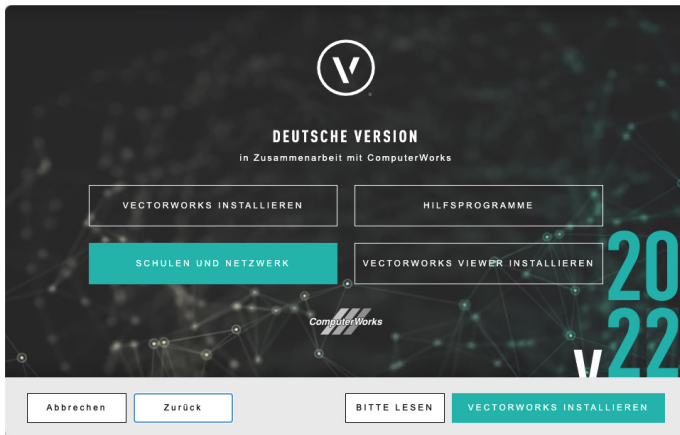 DEUTSCHE VERSION
in Zusammenarbeit mit ComputerWorks
VECTORWORKS INSTALLIEREN
HILFSPROGRAMME
SCHULEN UND NETZWERK
VECTORWORKS VIEWER INSTALLIEREN
ComputerWorks
V
20
22
Abbrechen
Zurück
BITTE LESEN
VECTORWORKS INSTALLIEREN